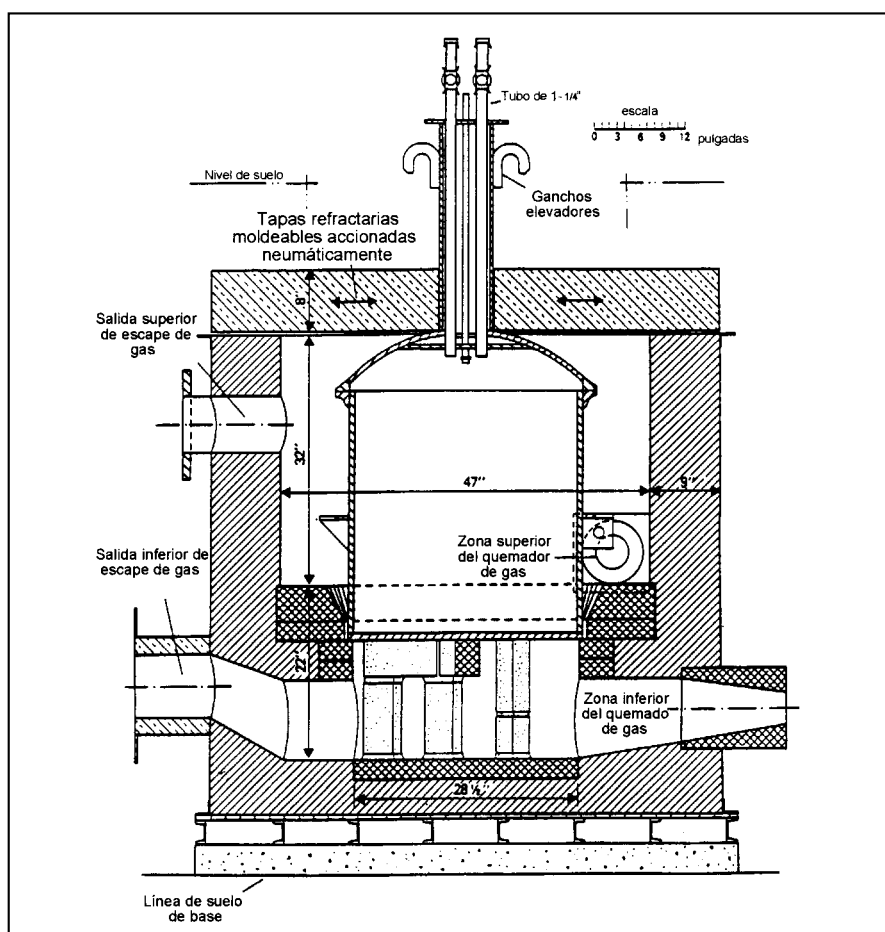 Tubo de 1-1/4"
escala
0 3 6 9 12 pulgadas
Nivel de suelo
Ganchos
elevadores
Tapas refractarias
moldeables accionadas
neumáticamente
8"
Salida superior
de escape de
gas
32"
47"
9"
Salida inferior de
escape de gas
Zona superior
del quemador
de gas
22"
Zona inferior
del quemado
de gas
28 ½"
Línea de suelo
de base